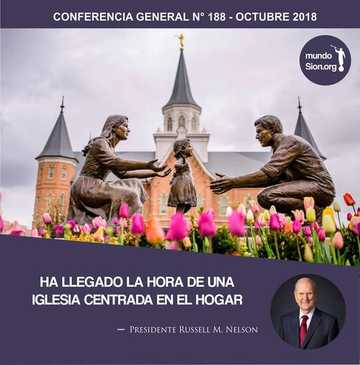 CONFERENCIA GENERAL N° 188 - OCTUBRE 2018
mundo
Sion.org
HA LLEGADO LA HORA DE UNA
IGLESIA CENTRADA EN EL HOGAR
— PRESIDENTE RUSSELL M. NELSON